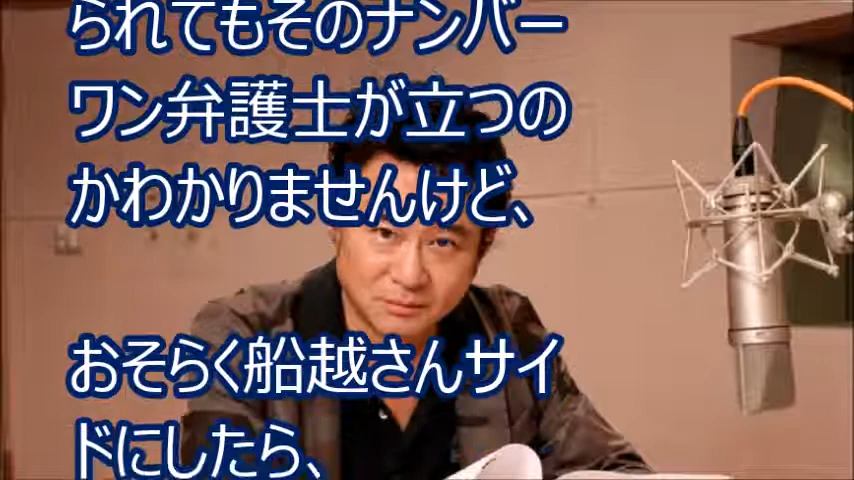 られてもそのナンバー
ワン弁護士が立つの
かわかりませんけど、
おそらく船越さんサイ
ドにしたら、